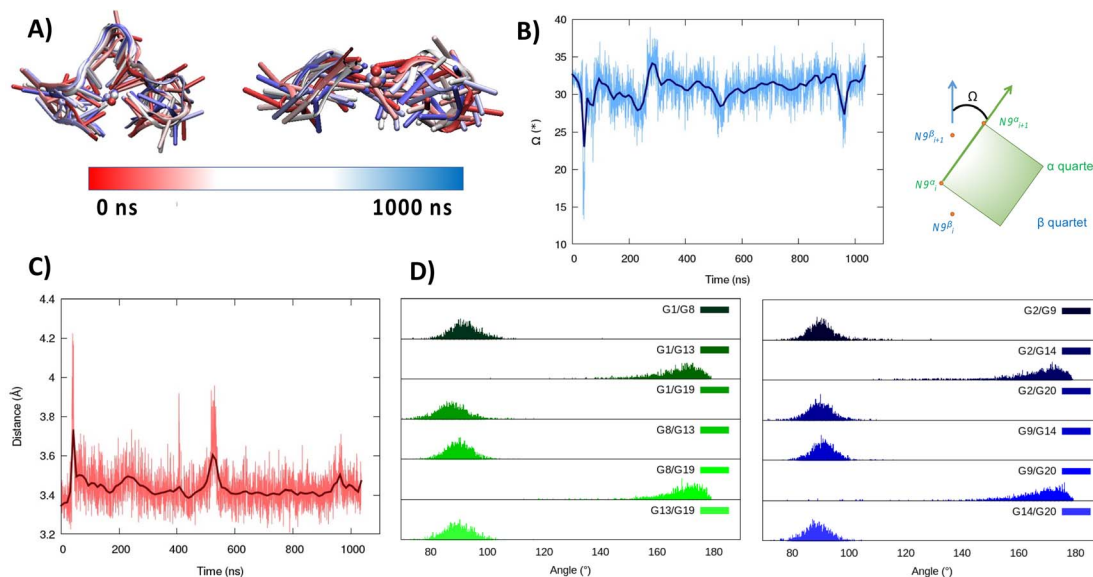 A)
0 ns
1000 ns
B)
40
35
30
25
20
15
10
Ω (°)
0
200
400
600
800
1000
Time (ns)
Ω
N9β i+1
N9α i+1
N9α i
N9β i
α quartet
β quartet
C)
4.4
4.2
4
3.8
3.6
3.4
3.2
Distance (Å)
0
200
400
600
800
1000
Time (ns)
D)
G1/G8
G1/G13
G1/G19
G8/G13
G8/G19
G13/G19
80
100
120
140
160
180
Angle (°)
G2/G9
G2/G14
G2/G20
G9/G14
G9/G20
G14/G20
80
100
120
140
160
180
Angle (°)